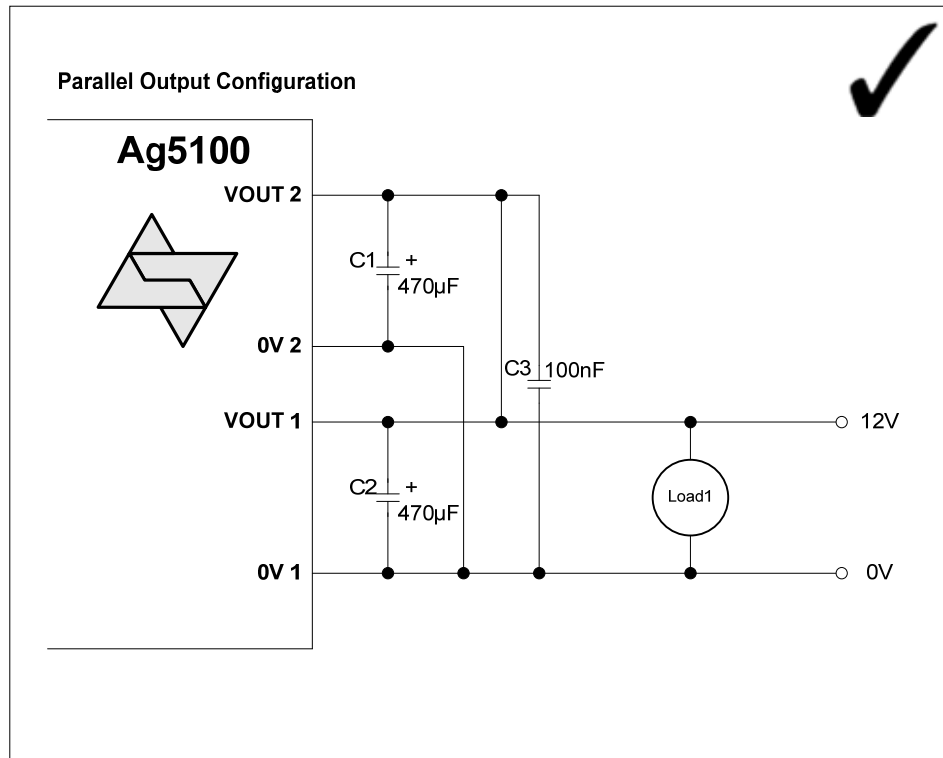 Parallel Output Configuration
Ag5100
VOUT 2
C1 +
470µF
0V 2
C3 100nF
VOUT 1
12V
C2 +
470µF
Load1
0V 1
0V